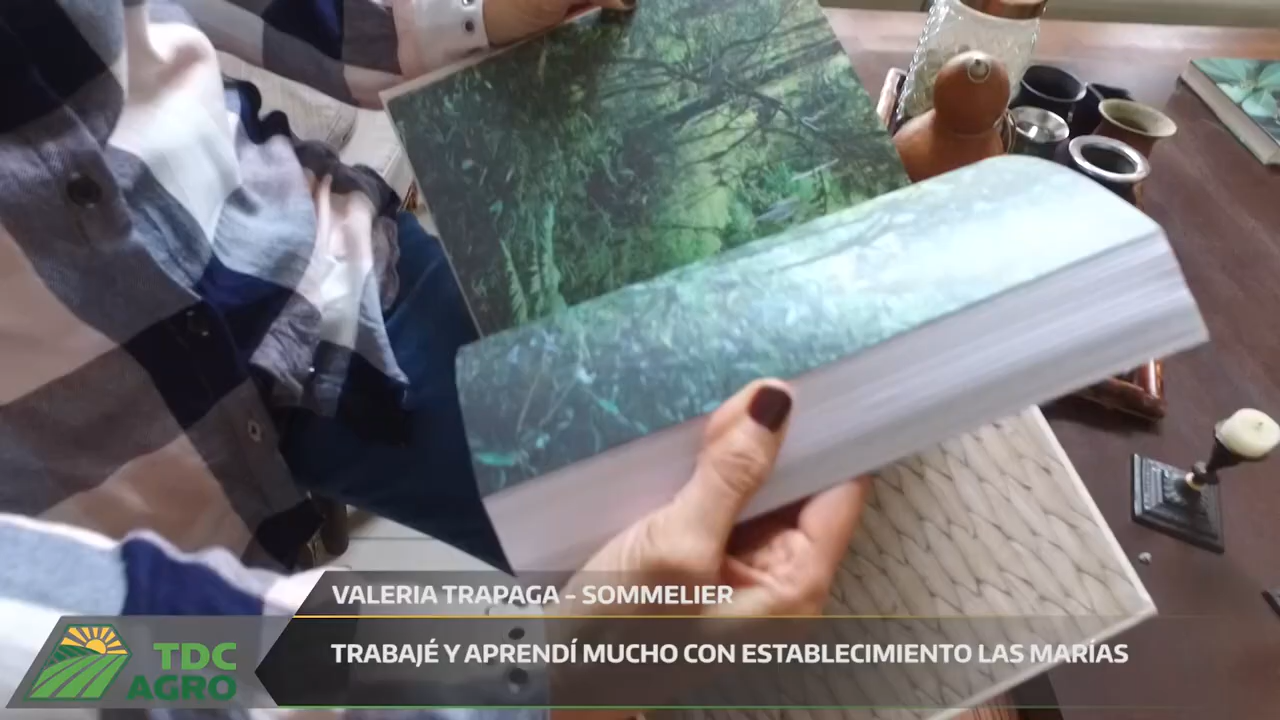 VALERIA TRAPAGA - SOMMELIER
TRABAJÉ Y APRENDÍ MUCHO CON ESTABLECIMIENTO LAS MARÍAS
TDC
AGRO